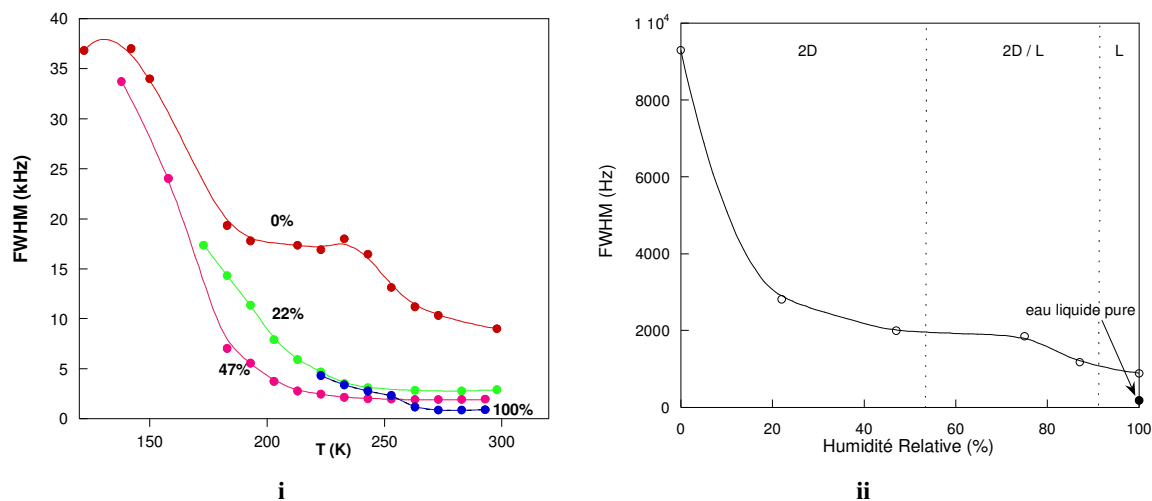 40
35
30
25
20
15
10
5
0
FWHM (kHz)
0%
22%
47%
100%
150
200
250
300
T (K)
i
1 10⁴
8000
6000
4000
2000
0
FWHM (Hz)
2D
2D / L
L
eau liquide pure
0
20
40
60
80
100
Humidité Relative (%)
ii